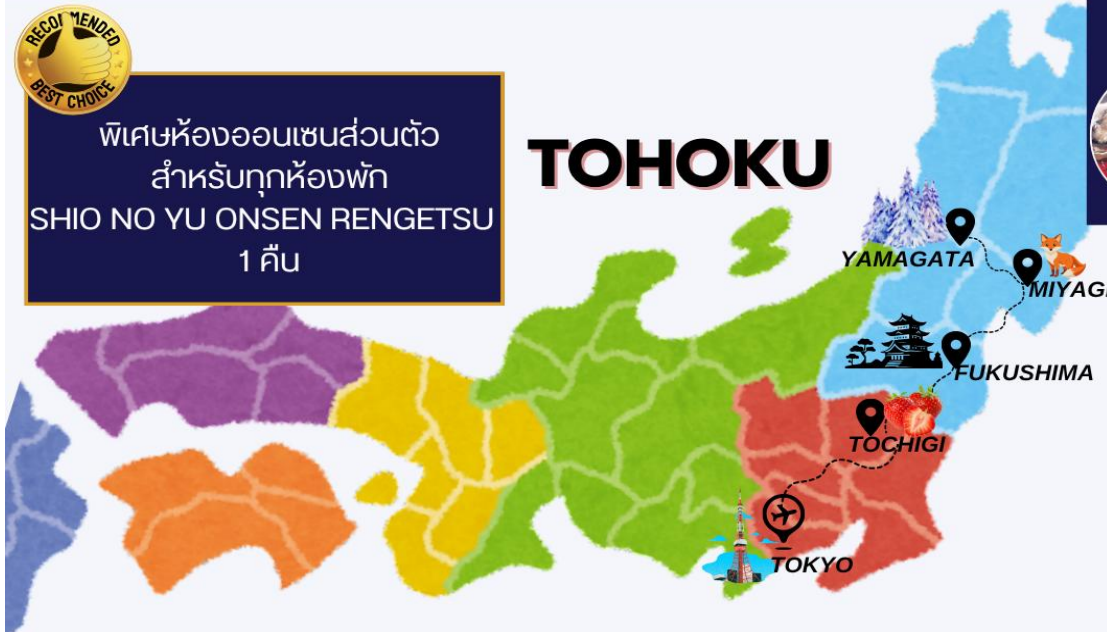 RECOMMENDED
BEST CHOICE
พิเศษห้องออนเซนส่วนตัว
สำหรับทุกห้องพัก
SHIO NO YU ONSEN RENGETSU
1 คืน
TOHOKU
YAMAGATA
MIYAGI
FUKUSHIMA
TOCHIGI
TOKYO